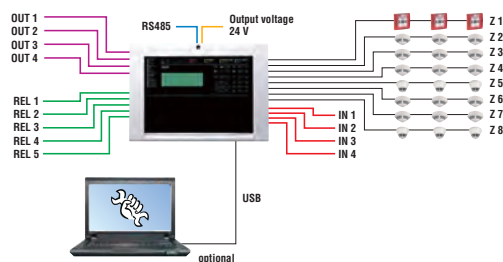 OUT 1
OUT 2
OUT 3
OUT 4
RS485
Output voltage
24 V
Z 1
Z 2
Z 3
Z 4
Z 5
Z 6
Z 7
Z 8
REL 1
REL 2
REL 3
REL 4
REL 5
IN 1
IN 2
IN 3
IN 4
USB
optional